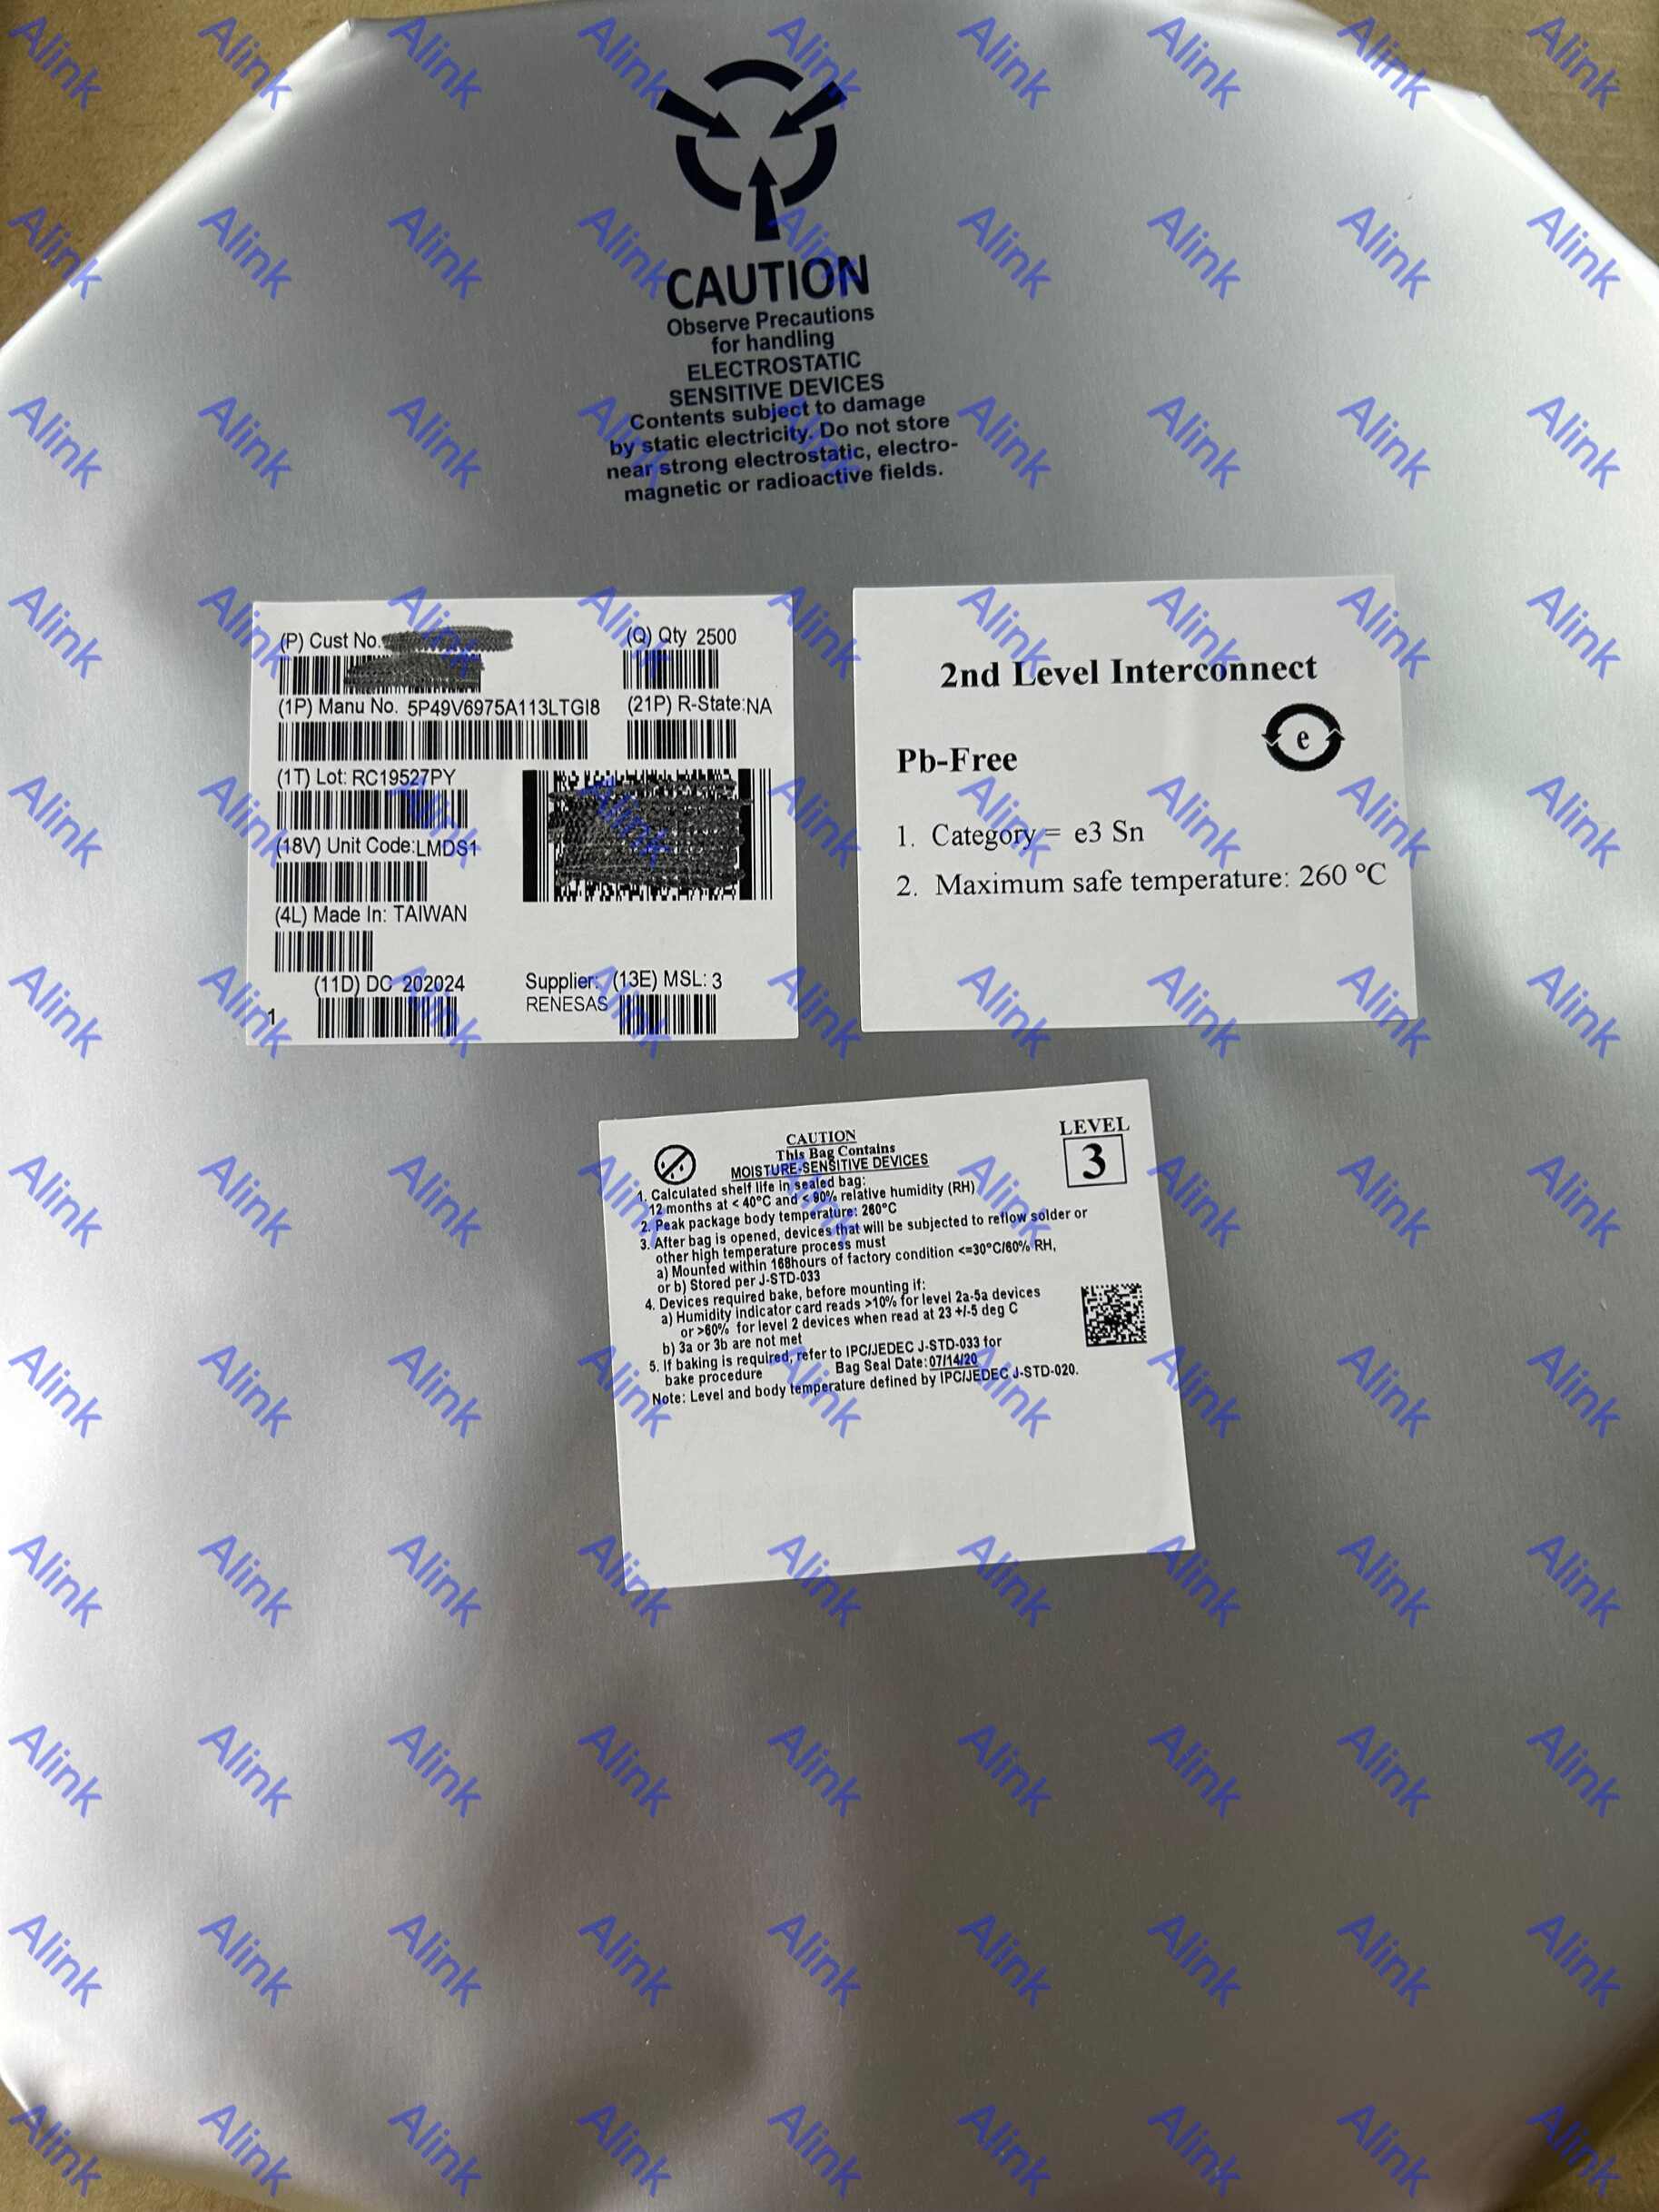 CAUTION
Observe Precautions
for handling
ELECTROSTATIC
SENSITIVE DEVICES
Contents subject to damage
by static electricity. Do not store
near strong electrostatic, electro-
magnetic or radioactive fields.
(P) Cust No.
(Q) Qty 2500
(1P) Manu No. 5P49V6975A113LTGI8
(21P) R-State:NA
(1T) Lot: RC19527PY
(18V) Unit Code:LMDS1
(4L) Made In: TAIWAN
(11D) DC 202024
Supplier: (13E) MSL: 3
RENESAS
1
2nd Level Interconnect
Pb-Free
e
1. Category = e3 Sn
2. Maximum safe temperature: 260 °C
CAUTION
This Bag Contains
MOISTURE-SENSITIVE DEVICES
LEVEL
3
1. Calculated shelf life in sealed bag:
12 months at < 40°C and < 90% relative humidity (RH)
2. Peak package body temperature: 260°C
3. After bag is opened, devices that will be subjected to reflow solder or
other high temperature process must
a) Mounted within 168hours of factory condition <=30°C/60% RH,
or b) Stored per J-STD-033
4. Devices required bake, before mounting if:
a) Humidity indicator card reads >10% for level 2a-5a devices
or >60% for level 2 devices when read at 23 +/-5 deg C
b) 3a or 3b are not met
5. If baking is required, refer to IPC/JEDEC J-STD-033 for
bake procedure
Bag Seal Date: 07/14/20
Note: Level and body temperature defined by IPC/JEDEC J-STD-020.
Alink